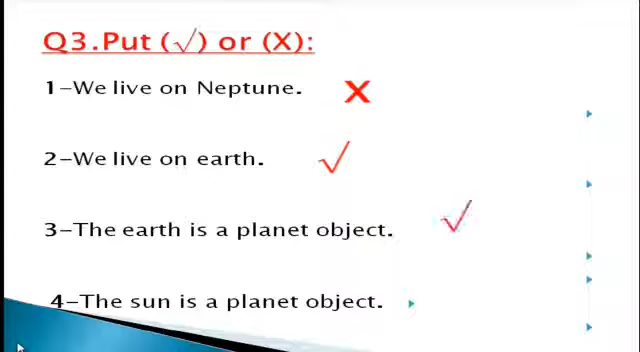 Q3.Put (√) or (X):
1-We live on Neptune. X
2-We live on earth. √
3-The earth is a planet object. √
4-The sun is a planet object.